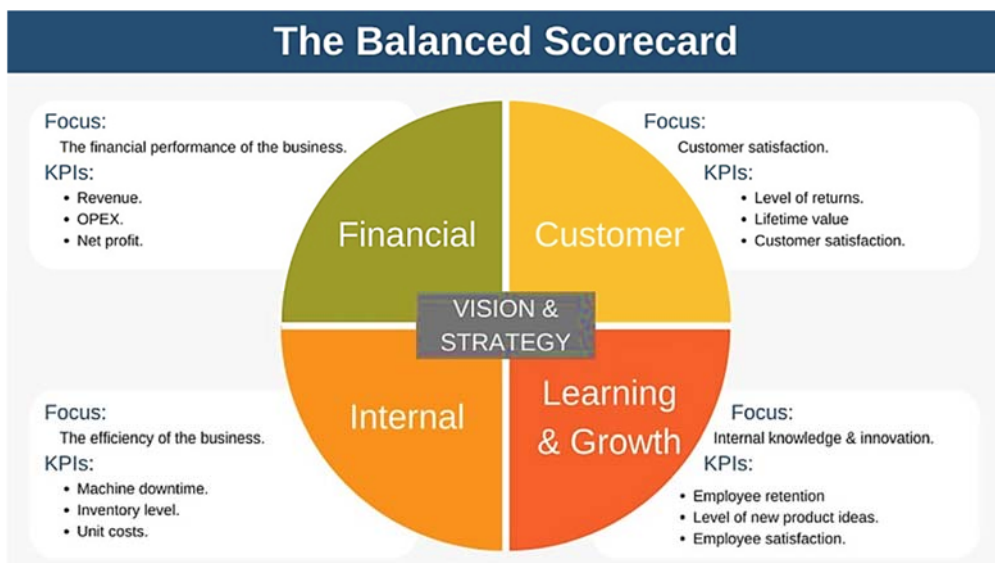 The Balanced Scorecard
Focus:
The financial performance of the business.
KPIs:
• Revenue.
• OPEX.
• Net profit.
Financial
Customer
Focus:
Customer satisfaction.
KPIs:
• Level of returns.
• Lifetime value
• Customer satisfaction.
VISION &
STRATEGY
Focus:
The efficiency of the business.
KPIs:
• Machine downtime.
• Inventory level.
• Unit costs.
Internal
Learning
& Growth
Focus:
Internal knowledge & innovation.
KPIs:
• Employee retention
• Level of new product ideas.
• Employee satisfaction.